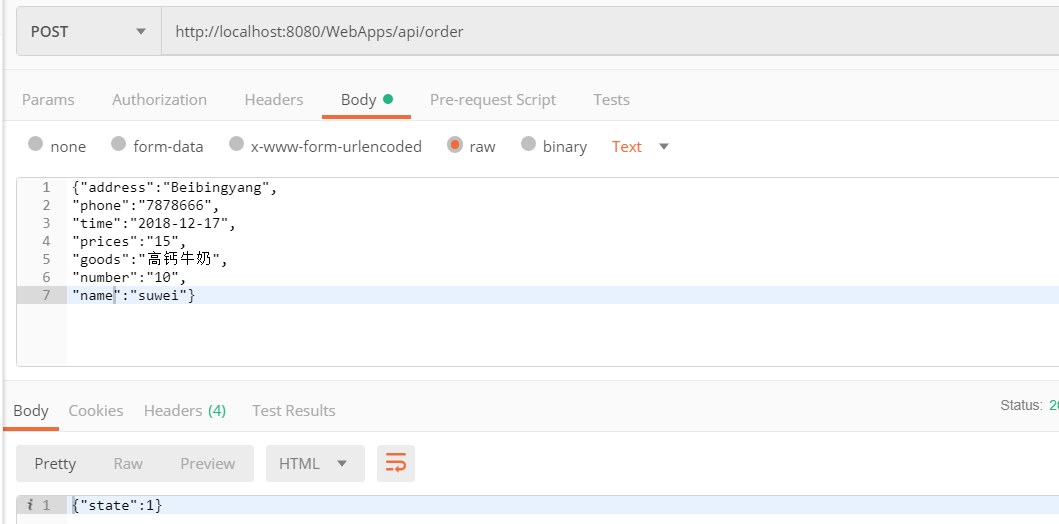 POST http://localhost:8080/WebApps/api/order
Params Authorization Headers Body Pre-request Script Tests
none form-data x-www-form-urlencoded raw binary Text
1 {"address":"Beibingyang",
2 "phone":"7878666",
3 "time":"2018-12-17",
4 "prices":"15",
5 "goods":"高钙牛奶",
6 "number":"10",
7 "name":"suwei"}
Body Cookies Headers (4) Test Results Status:
Pretty Raw Preview HTML
i 1 {"state":1}